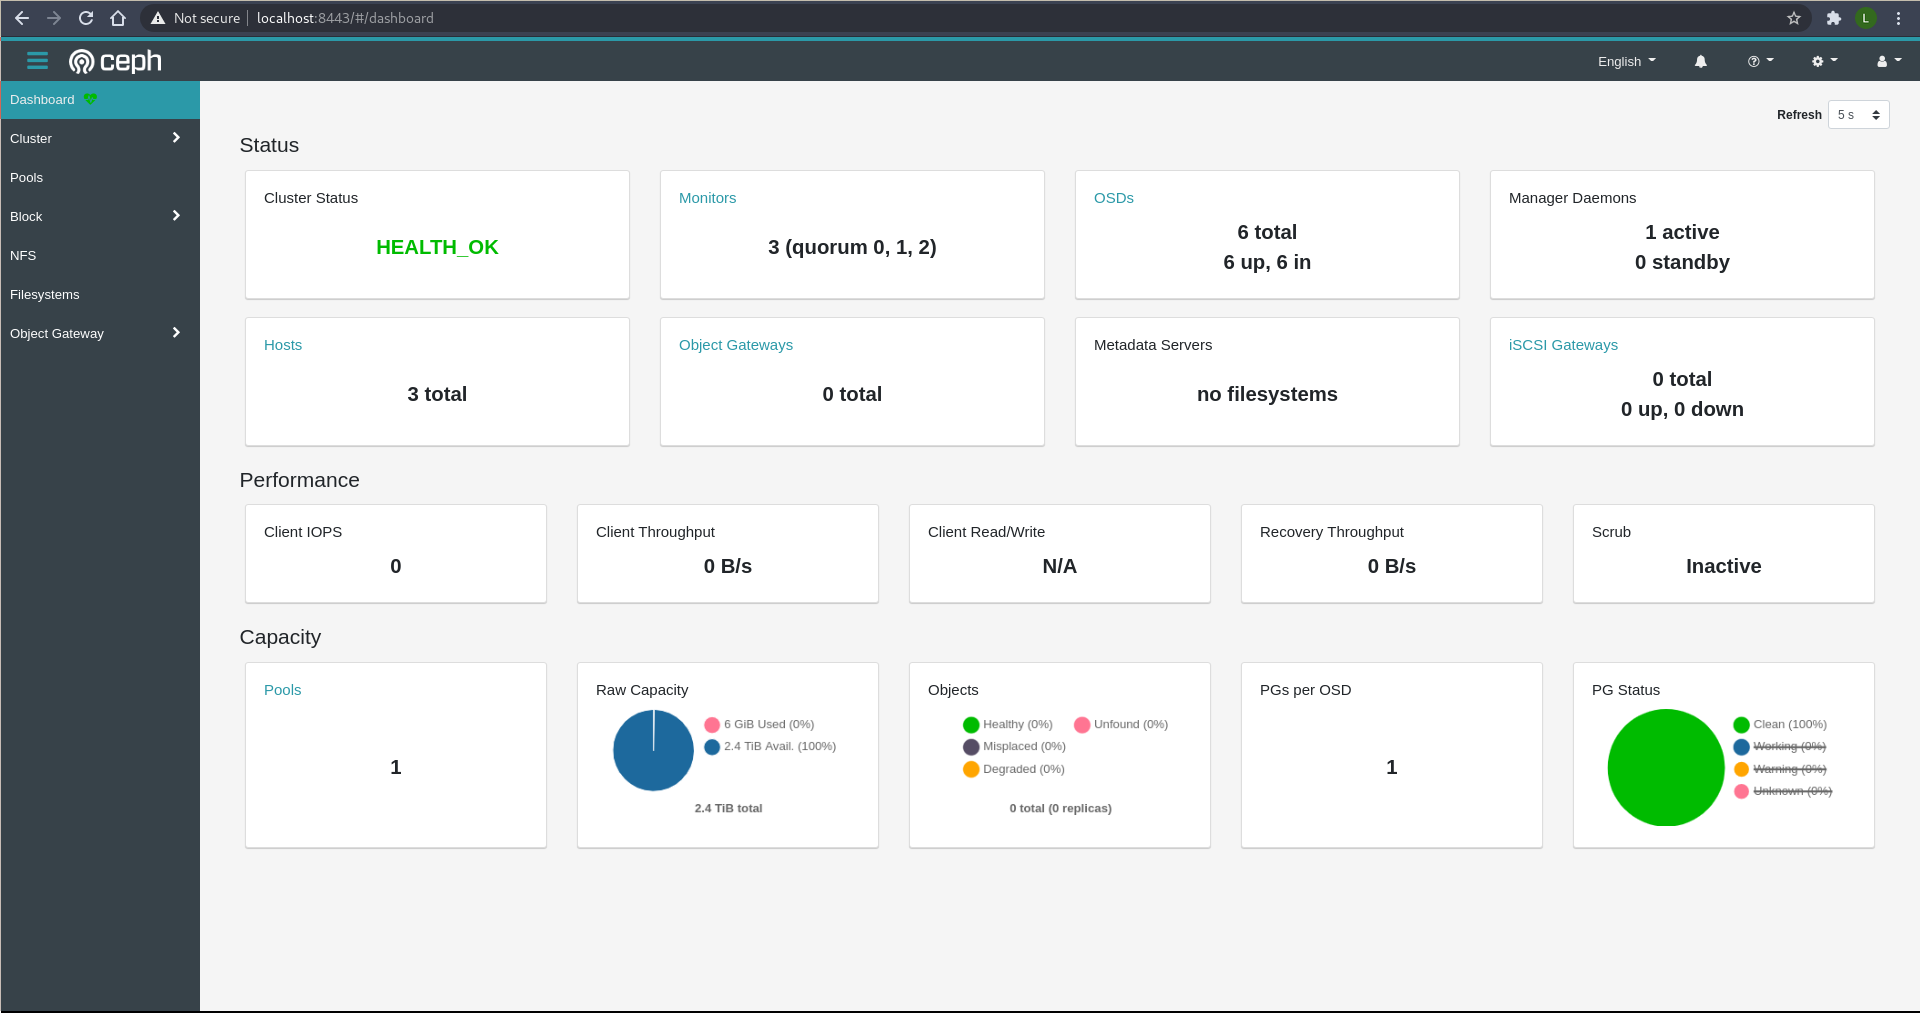 Not secure
localhost:8443/#/dashboard
L
ceph
English
Dashboard
Cluster
Pools
Block
NFS
Filesystems
Object Gateway
Refresh
5 s
Status
Cluster Status
HEALTH_OK
Monitors
3 (quorum 0, 1, 2)
OSDs
6 total
6 up, 6 in
Manager Daemons
1 active
0 standby
Hosts
3 total
Object Gateways
0 total
Metadata Servers
no filesystems
iSCSI Gateways
0 total
0 up, 0 down
Performance
Client IOPS
0
Client Throughput
0 B/s
Client Read/Write
N/A
Recovery Throughput
0 B/s
Scrub
Inactive
Capacity
Pools
1
Raw Capacity
6 GiB Used (0%)
2.4 TiB Avail. (100%)
2.4 TiB total
Objects
Healthy (0%)
Unfound (0%)
Misplaced (0%)
Degraded (0%)
0 total (0 replicas)
PGs per OSD
1
PG Status
Clean (100%)
Working (0%)
Warning (0%)
Unknown (0%)